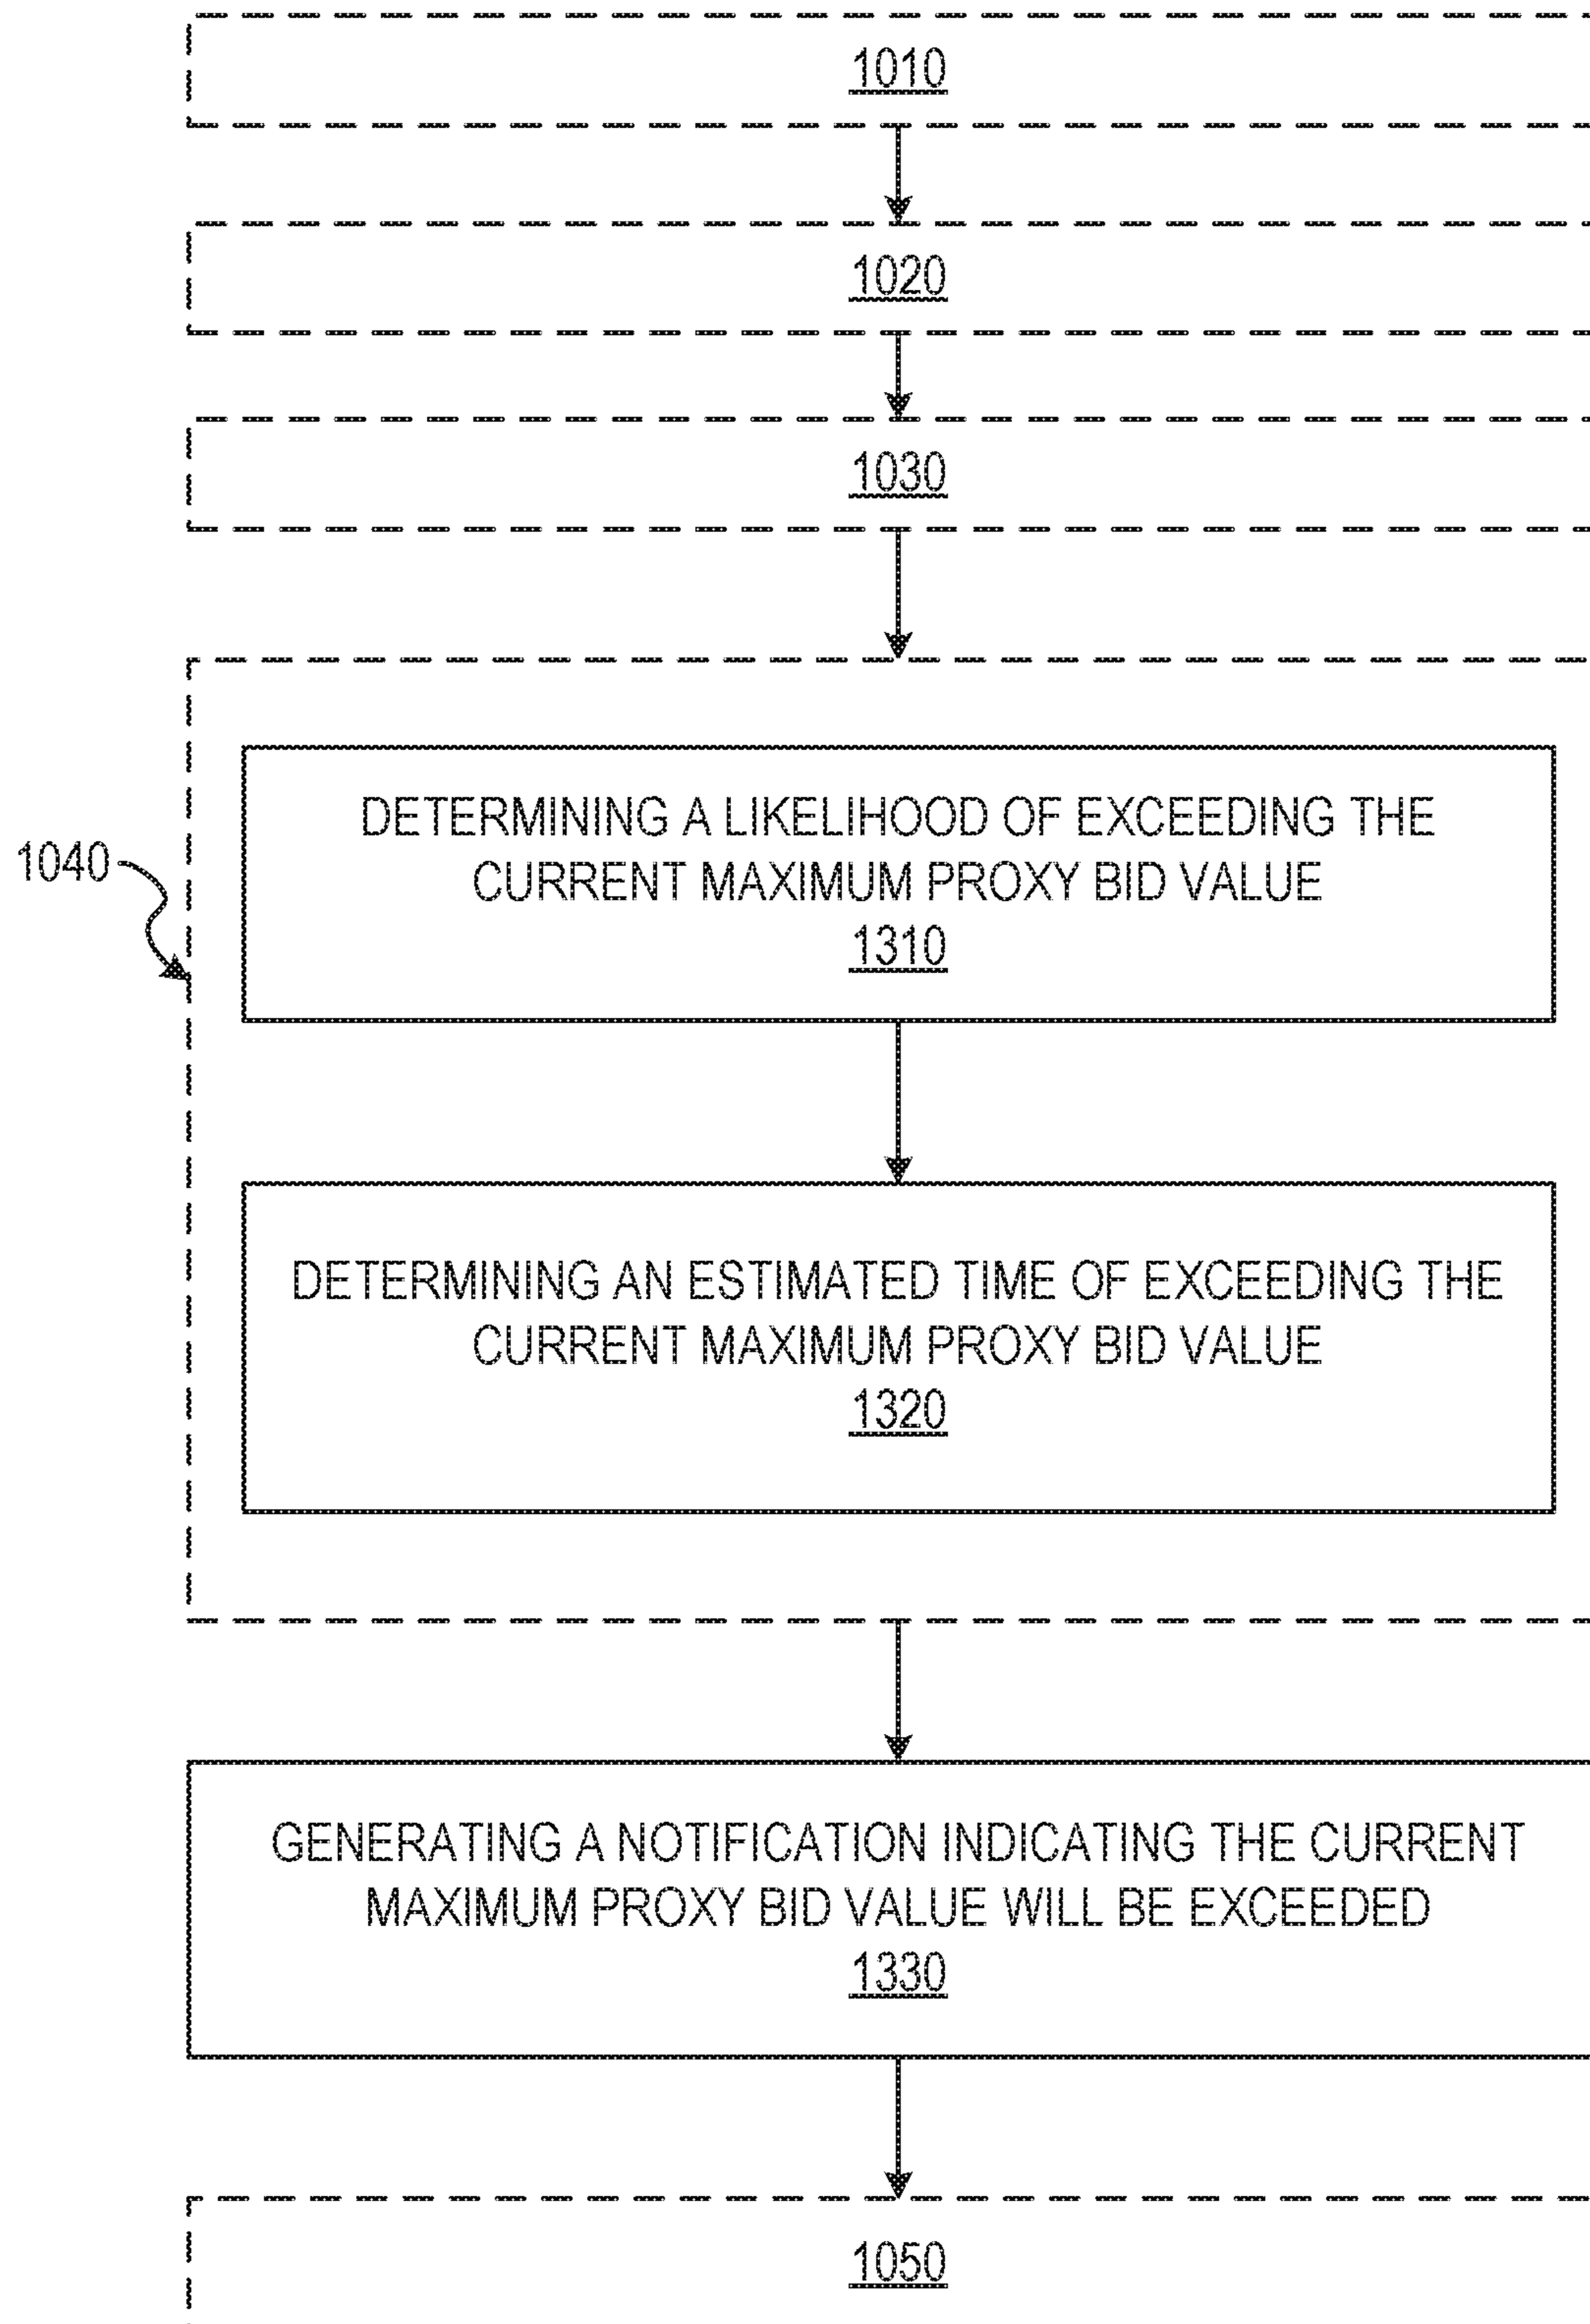 1010
1020
1030
1040
DETERMINING A LIKELIHOOD OF EXCEEDING THE
CURRENT MAXIMUM PROXY BID VALUE
1310
DETERMINING AN ESTIMATED TIME OF EXCEEDING THE
CURRENT MAXIMUM PROXY BID VALUE
1320
GENERATING A NOTIFICATION INDICATING THE CURRENT
MAXIMUM PROXY BID VALUE WILL BE EXCEEDED
1330
1050